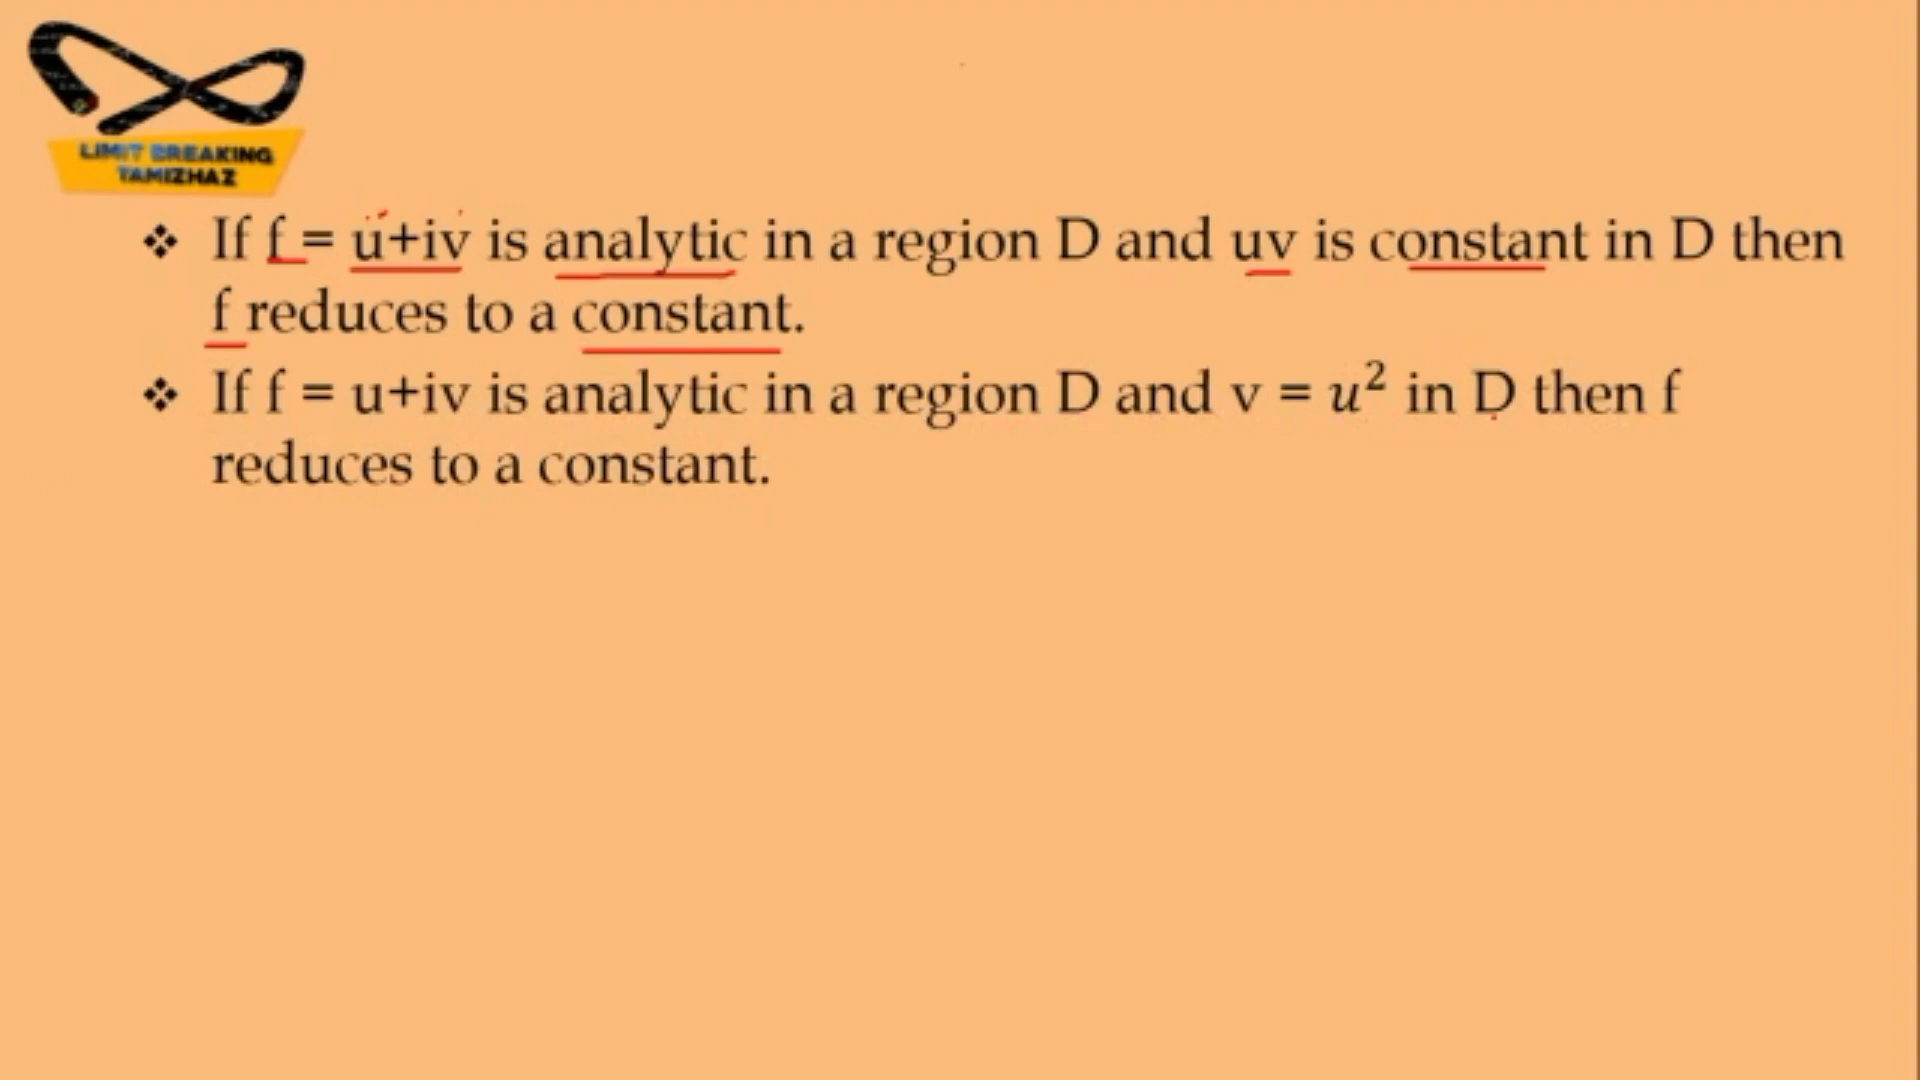 LIMIT BREAKING
TAMIZHAZ
❖ If f = u+iv is analytic in a region D and uv is constant in D then
f reduces to a constant.
❖ If f = u+iv is analytic in a region D and v = u² in D then f
reduces to a constant.